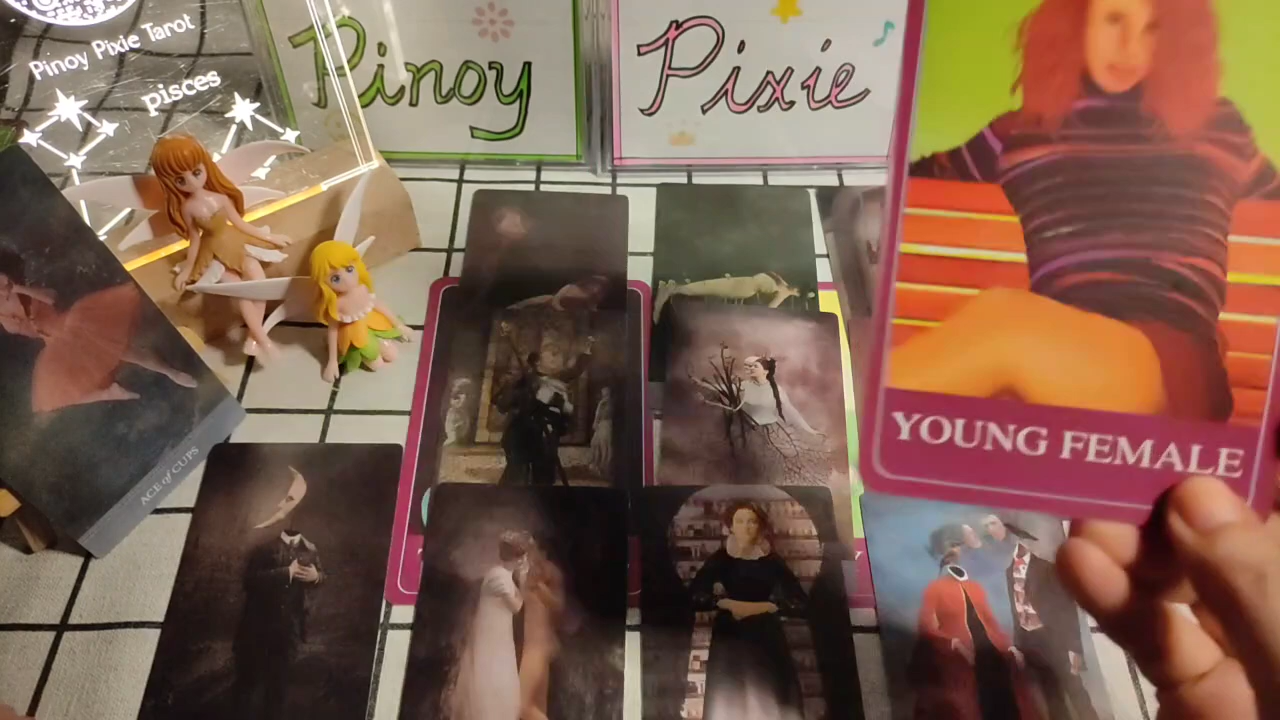 Pinoy Pixie Tarot
pisces
Pinoy
Pixie
ACE of CUPS
YOUNG FEMALE